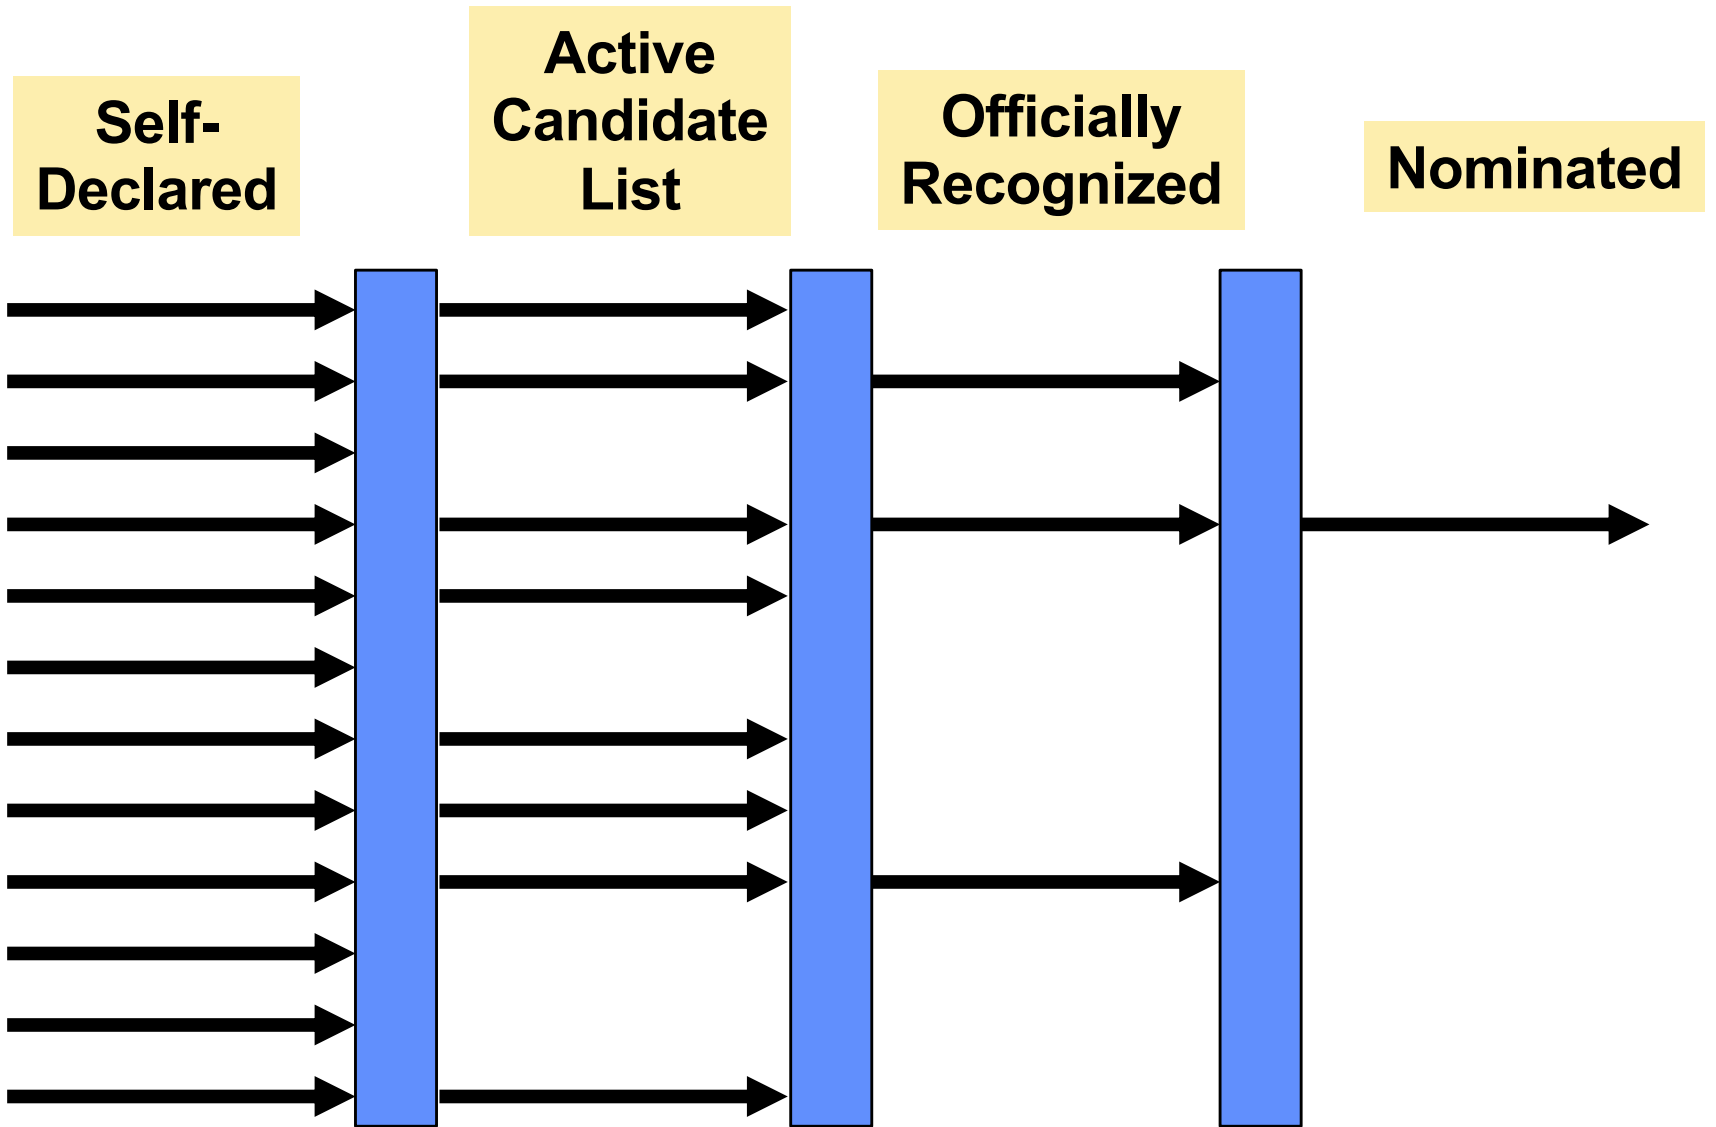 Self-
Declared
Active
Candidate
List
Officially
Recognized
Nominated